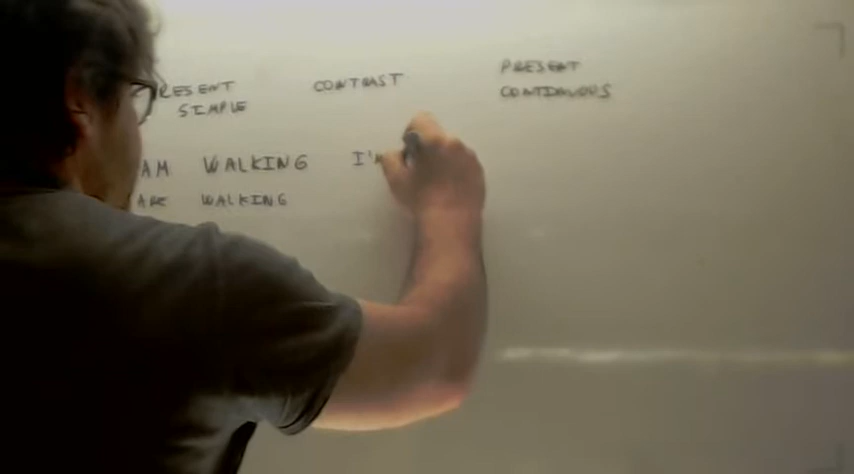 RESENT CONTRAST PRESENT
SIMPLE CONTINUOUS
AM WALKING I'M
ARE WALKING